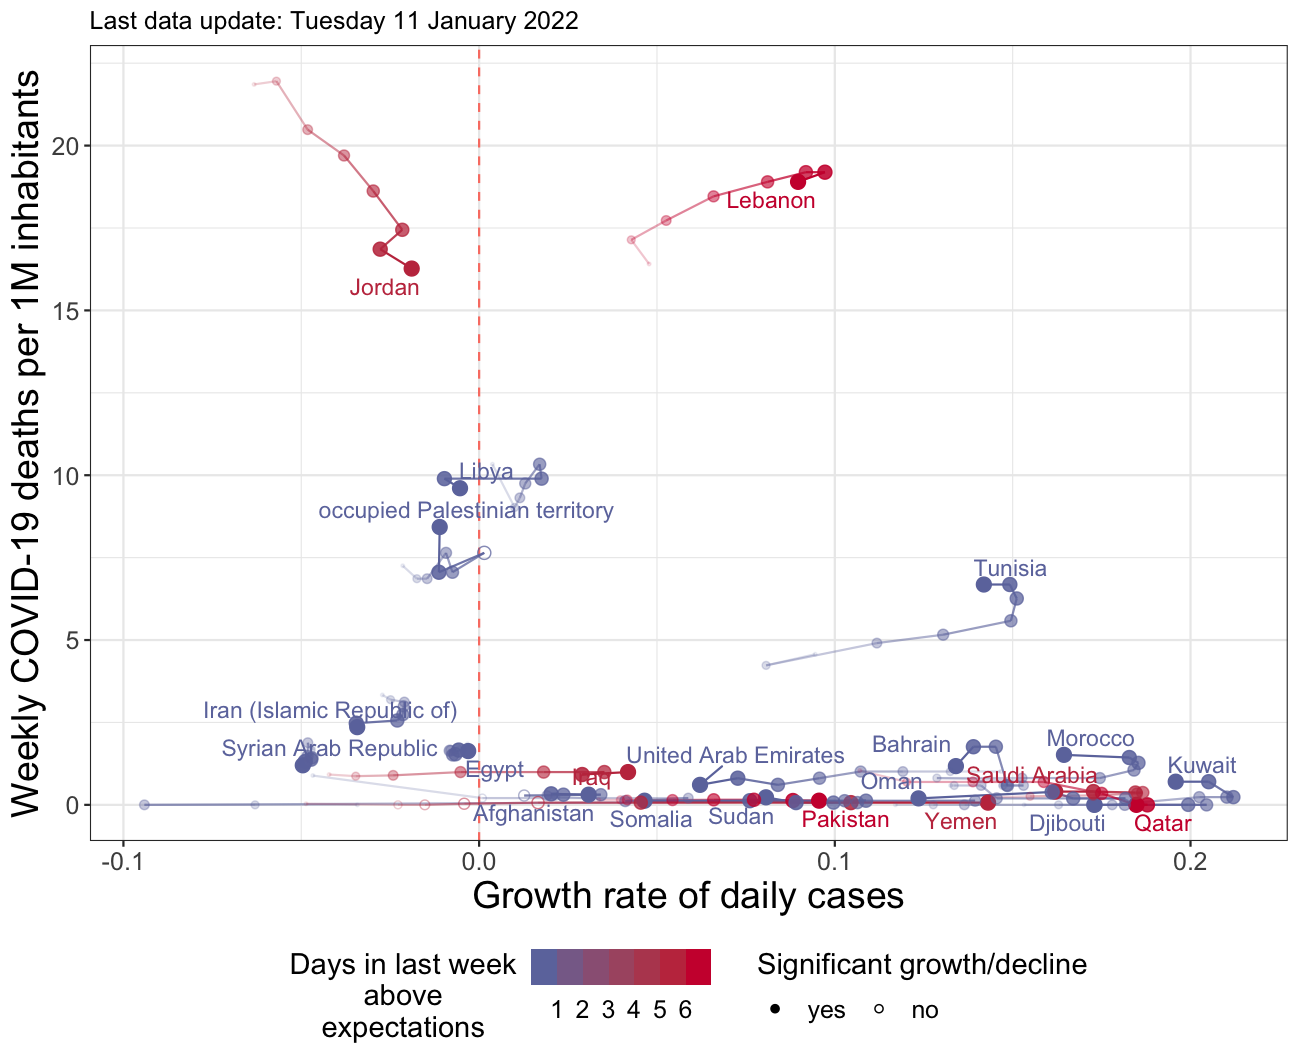 Last data update: Tuesday 11 January 2022
Weekly COVID-19 deaths per 1M inhabitants
20
15
10
5
0
Lebanon
Jordan
Libya
occupied Palestinian territory
Tunisia
Iran (Islamic Republic of)
Syrian Arab Republic
Egypt
Iraq
United Arab Emirates
Bahrain
Morocco
Kuwait
Saudi Arabia
Oman
Afghanistan
Somalia
Sudan
Pakistan
Yemen
Djibouti
Qatar
-0.1
0.0
0.1
0.2
Growth rate of daily cases
Days in last week
above
expectations
1 2 3 4 5 6
Significant growth/decline
yes
no